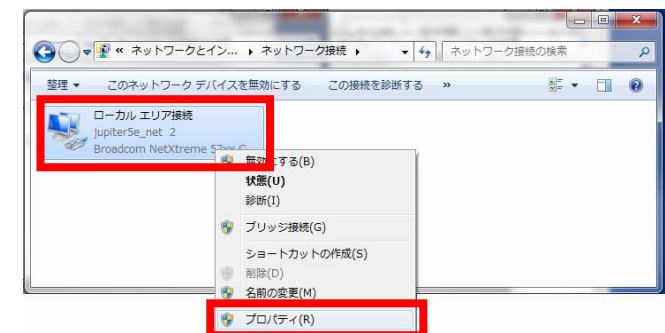 « ネットワークとイン... ▸ ネットワーク接続 ▸ ネットワーク接続の検索
整理 ▼ このネットワーク デバイスを無効にする この接続を診断する »
ローカル エリア接続
jupiter5e_net 2
Broadcom NetXtreme 57xx G
無効にする(B)
状態(U)
診断(I)
ブリッジ接続(G)
ショートカットの作成(S)
削除(D)
名前の変更(M)
プロパティ(R)